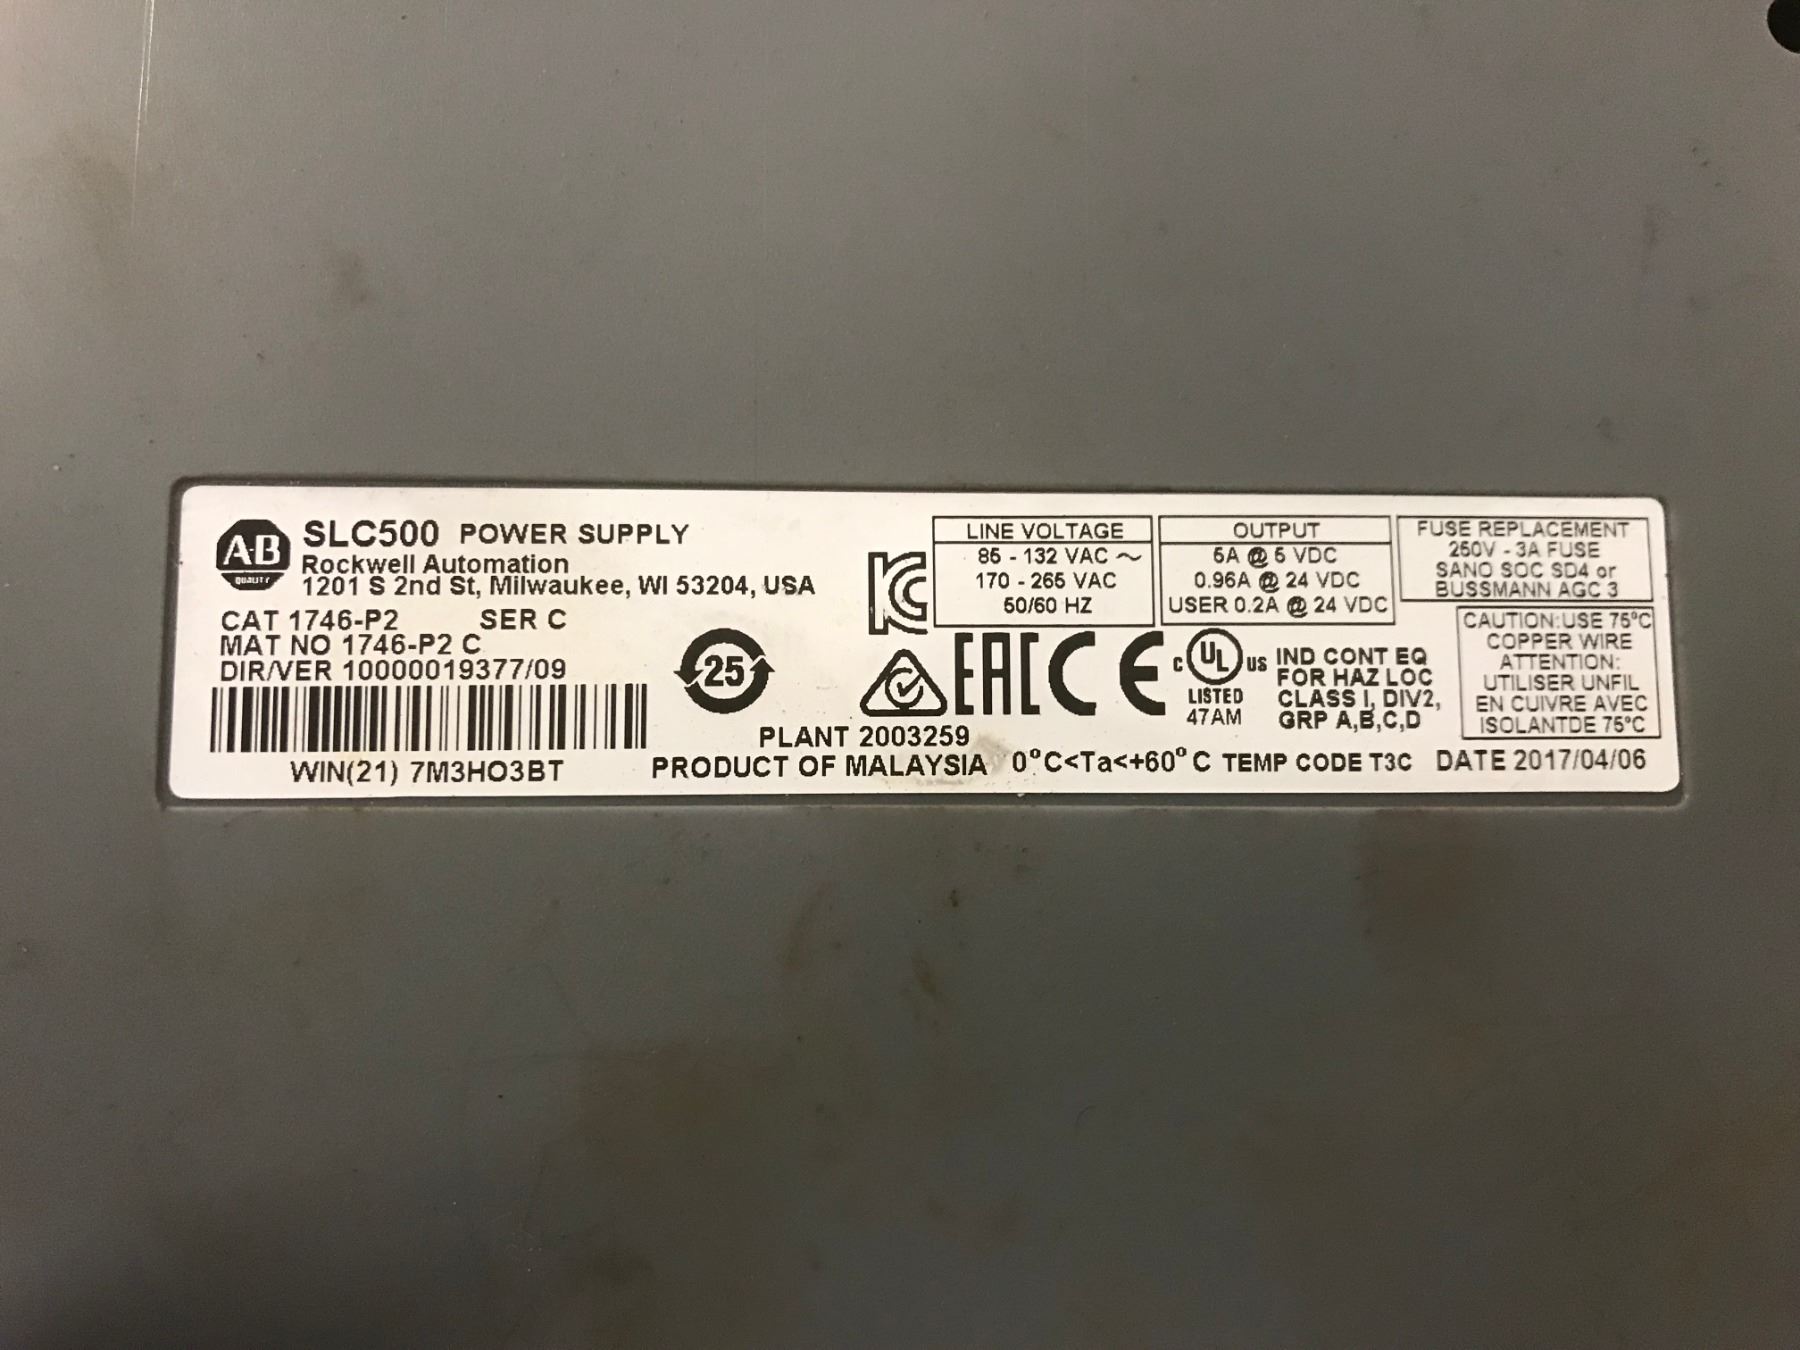 A-B
QUALITY
SLC500 POWER SUPPLY
Rockwell Automation
1201 S 2nd St, Milwaukee, WI 53204, USA
CAT 1746-P2 SER C
MAT NO 1746-P2 C
DIR/VER 10000019377/09
WIN(21) 7M3HO3BT
25
PLANT 2003259
PRODUCT OF MALAYSIA
LINE VOLTAGE
85 - 132 VAC ~
170 - 265 VAC
50/60 HZ
OUTPUT
5A @ 5 VDC
0.96A @ 24 VDC
USER 0.2A @ 24 VDC
FUSE REPLACEMENT
250V - 3A FUSE
SANO SOC SD4 or
BUSSMANN AGC 3
CAUTION:USE 75°C
COPPER WIRE
ATTENTION:
UTILISER UNFIL
EN CUIVRE AVEC
ISOLANTDE 75°C
KC
EAC
CE
c UL us
LISTED
47AM
IND CONT EQ
FOR HAZ LOC
CLASS I, DIV2,
GRP A,B,C,D
0°C<Ta<+60°C TEMP CODE T3C DATE 2017/04/06